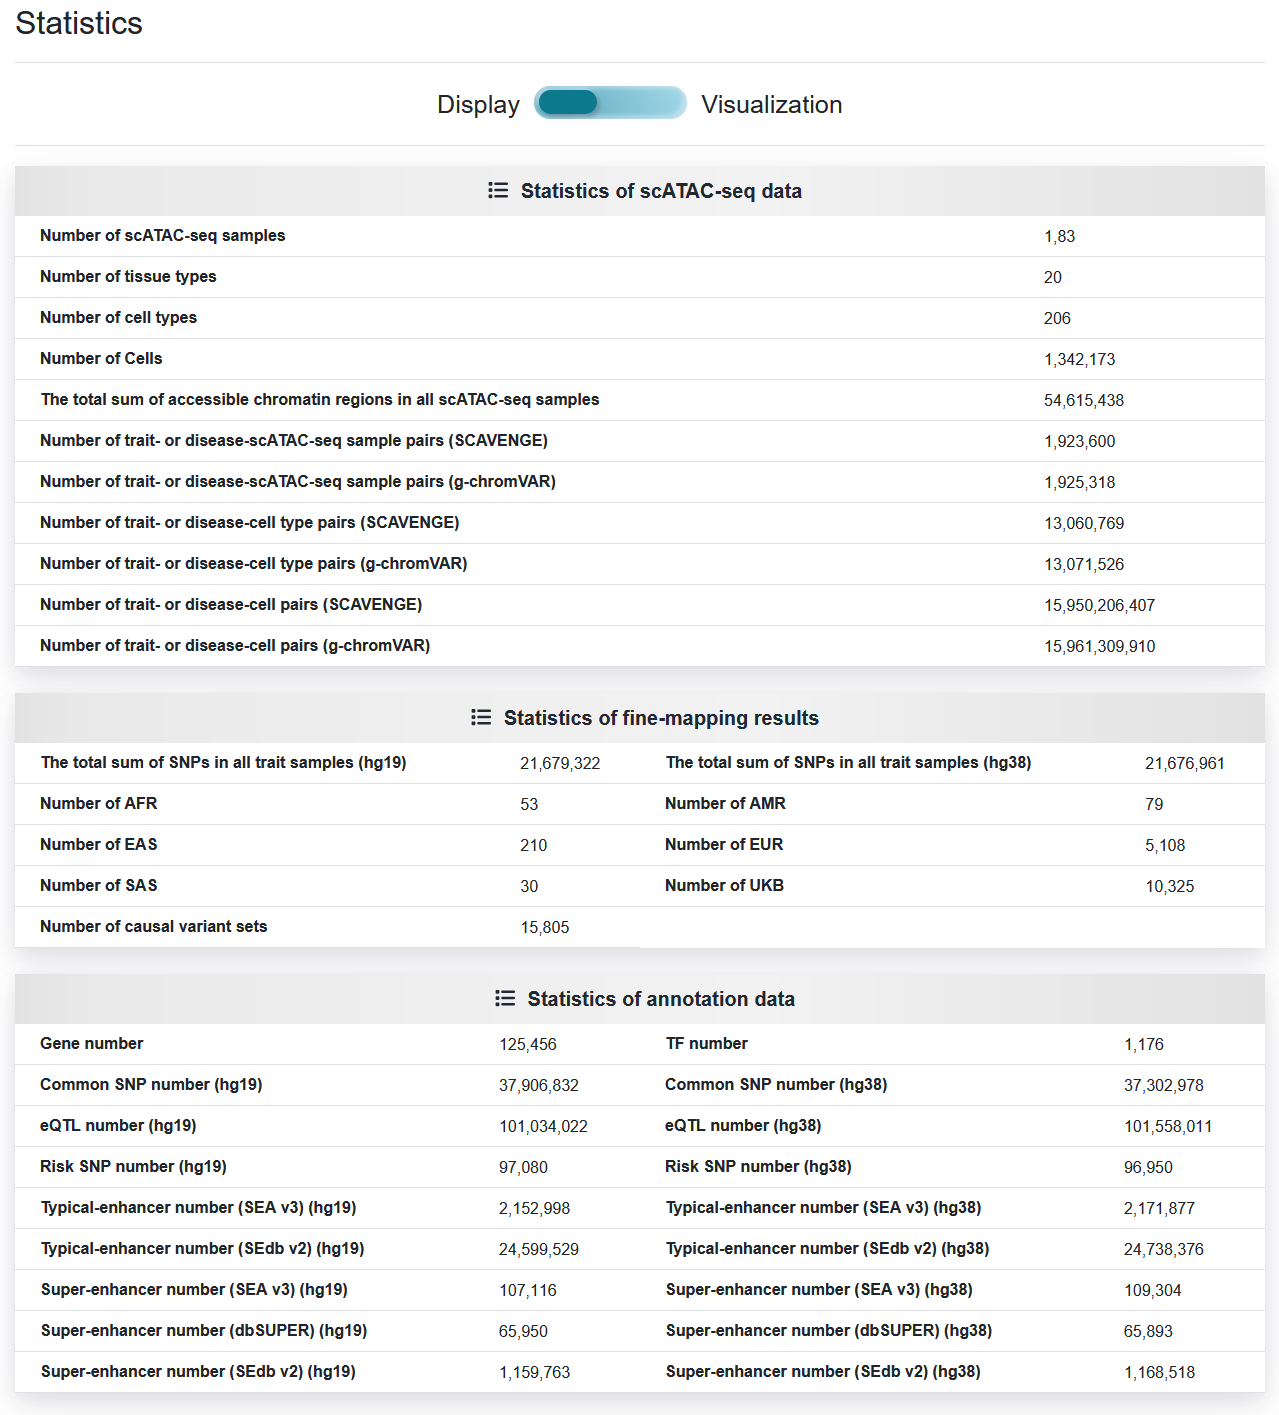 Statistics
Display Visualization
Statistics of scATAC-seq data
Number of scATAC-seq samples 1,83
Number of tissue types 20
Number of cell types 206
Number of Cells 1,342,173
The total sum of accessible chromatin regions in all scATAC-seq samples 54,615,438
Number of trait- or disease-scATAC-seq sample pairs (SCAVENGE) 1,923,600
Number of trait- or disease-scATAC-seq sample pairs (g-chromVAR) 1,925,318
Number of trait- or disease-cell type pairs (SCAVENGE) 13,060,769
Number of trait- or disease-cell type pairs (g-chromVAR) 13,071,526
Number of trait- or disease-cell pairs (SCAVENGE) 15,950,206,407
Number of trait- or disease-cell pairs (g-chromVAR) 15,961,309,910
Statistics of fine-mapping results
The total sum of SNPs in all trait samples (hg19) 21,679,322 The total sum of SNPs in all trait samples (hg38) 21,676,961
Number of AFR 53 Number of AMR 79
Number of EAS 210 Number of EUR 5,108
Number of SAS 30 Number of UKB 10,325
Number of causal variant sets 15,805
Statistics of annotation data
Gene number 125,456 TF number 1,176
Common SNP number (hg19) 37,906,832 Common SNP number (hg38) 37,302,978
eQTL number (hg19) 101,034,022 eQTL number (hg38) 101,558,011
Risk SNP number (hg19) 97,080 Risk SNP number (hg38) 96,950
Typical-enhancer number (SEA v3) (hg19) 2,152,998 Typical-enhancer number (SEA v3) (hg38) 2,171,877
Typical-enhancer number (SEdb v2) (hg19) 24,599,529 Typical-enhancer number (SEdb v2) (hg38) 24,738,376
Super-enhancer number (SEA v3) (hg19) 107,116 Super-enhancer number (SEA v3) (hg38) 109,304
Super-enhancer number (dbSUPER) (hg19) 65,950 Super-enhancer number (dbSUPER) (hg38) 65,893
Super-enhancer number (SEdb v2) (hg19) 1,159,763 Super-enhancer number (SEdb v2) (hg38) 1,168,518